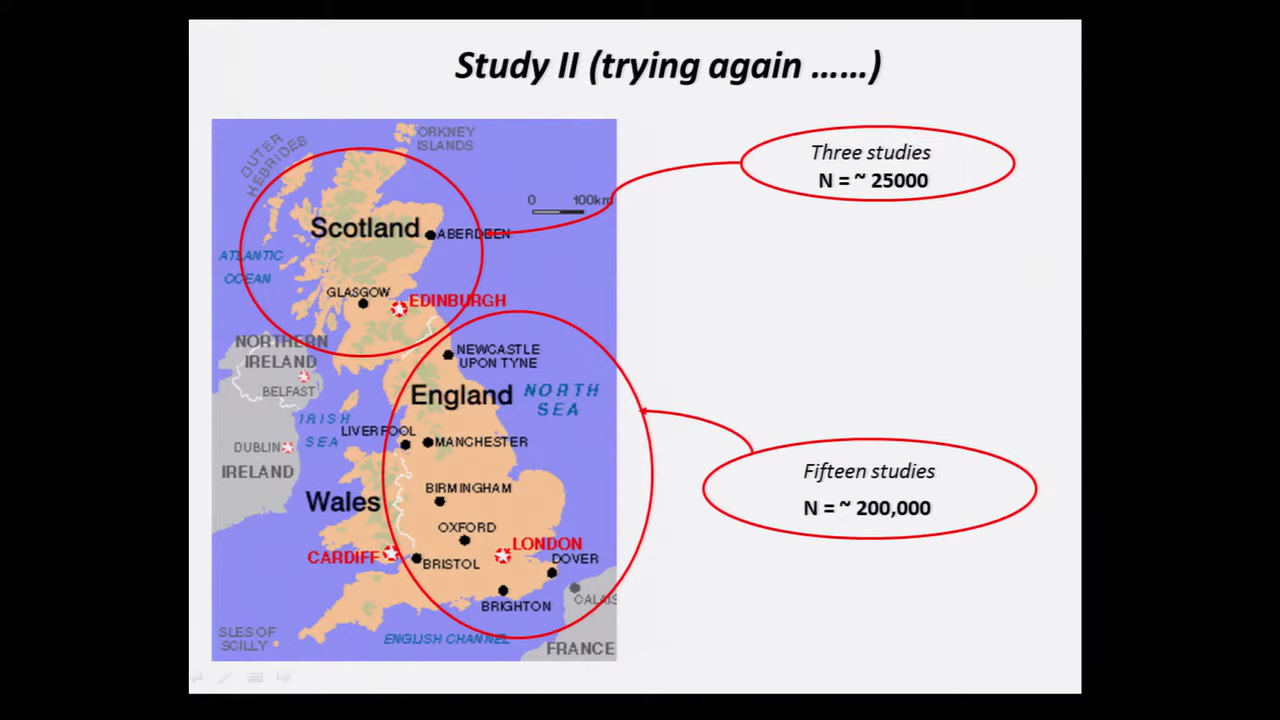 Study II (trying again ……)
ORKNEY
ISLANDS
OUTER
HEBRIDES
0 100km
Scotland
ABERDEEN
ATLANTIC
OCEAN
GLASGOW
EDINBURGH
NORTHERN
IRELAND
BELFAST
NEWCASTLE
UPON TYNE
England
NORTH
SEA
IRISH
SEA
LIVERPOOL
MANCHESTER
DUBLIN
IRELAND
Wales
BIRMINGHAM
OXFORD
CARDIFF
BRISTOL
LONDON
DOVER
BRIGHTON
CALAIS
SLES OF
SCILLY
ENGLISH CHANNEL
FRANCE
Three studies
N = ~ 25000
Fifteen studies
N = ~ 200,000